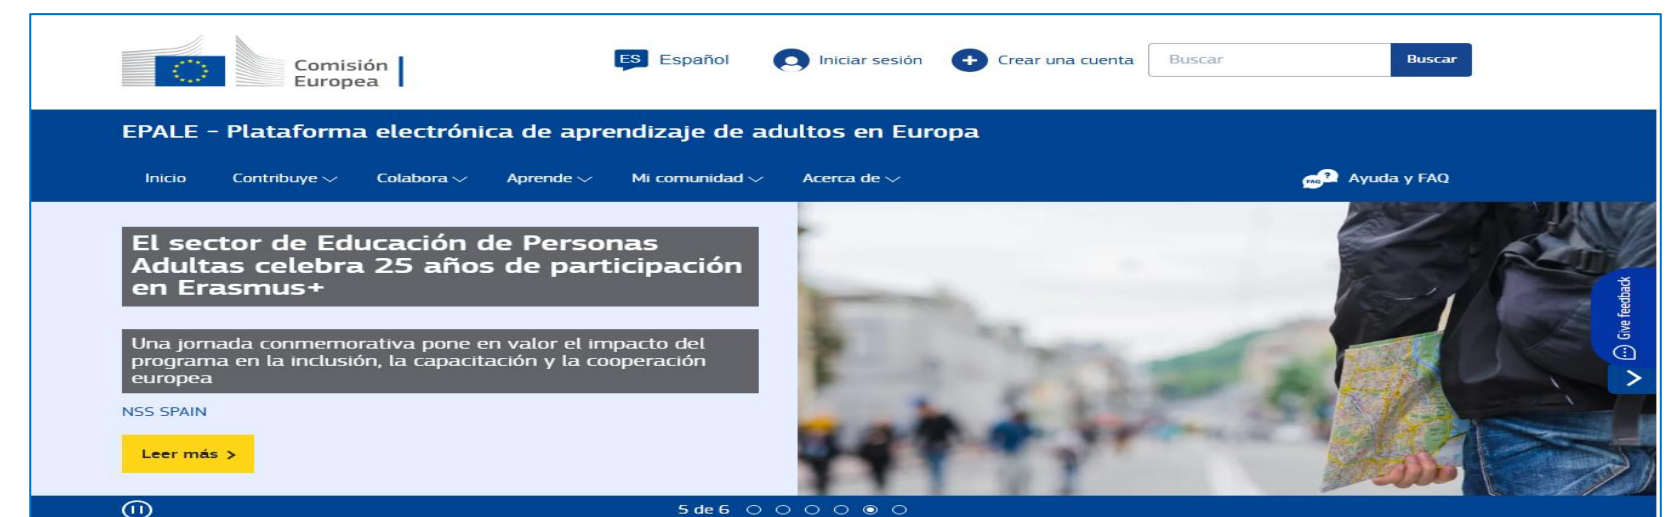 Comisión
Europea
ES Español
Iniciar sesión
Crear una cuenta
Buscar
Buscar
EPALE - Plataforma electrónica de aprendizaje de adultos en Europa
Inicio Contribuye Colabora Aprende Mi comunidad Acerca de
FAQ ? Ayuda y FAQ
El sector de Educación de Personas
Adultas celebra 25 años de participación
en Erasmus+
Una jornada conmemorativa pone en valor el impacto del
programa en la inclusión, la capacitación y la cooperación
europea
NSS SPAIN
Leer más >
Give feedback
5 de 6